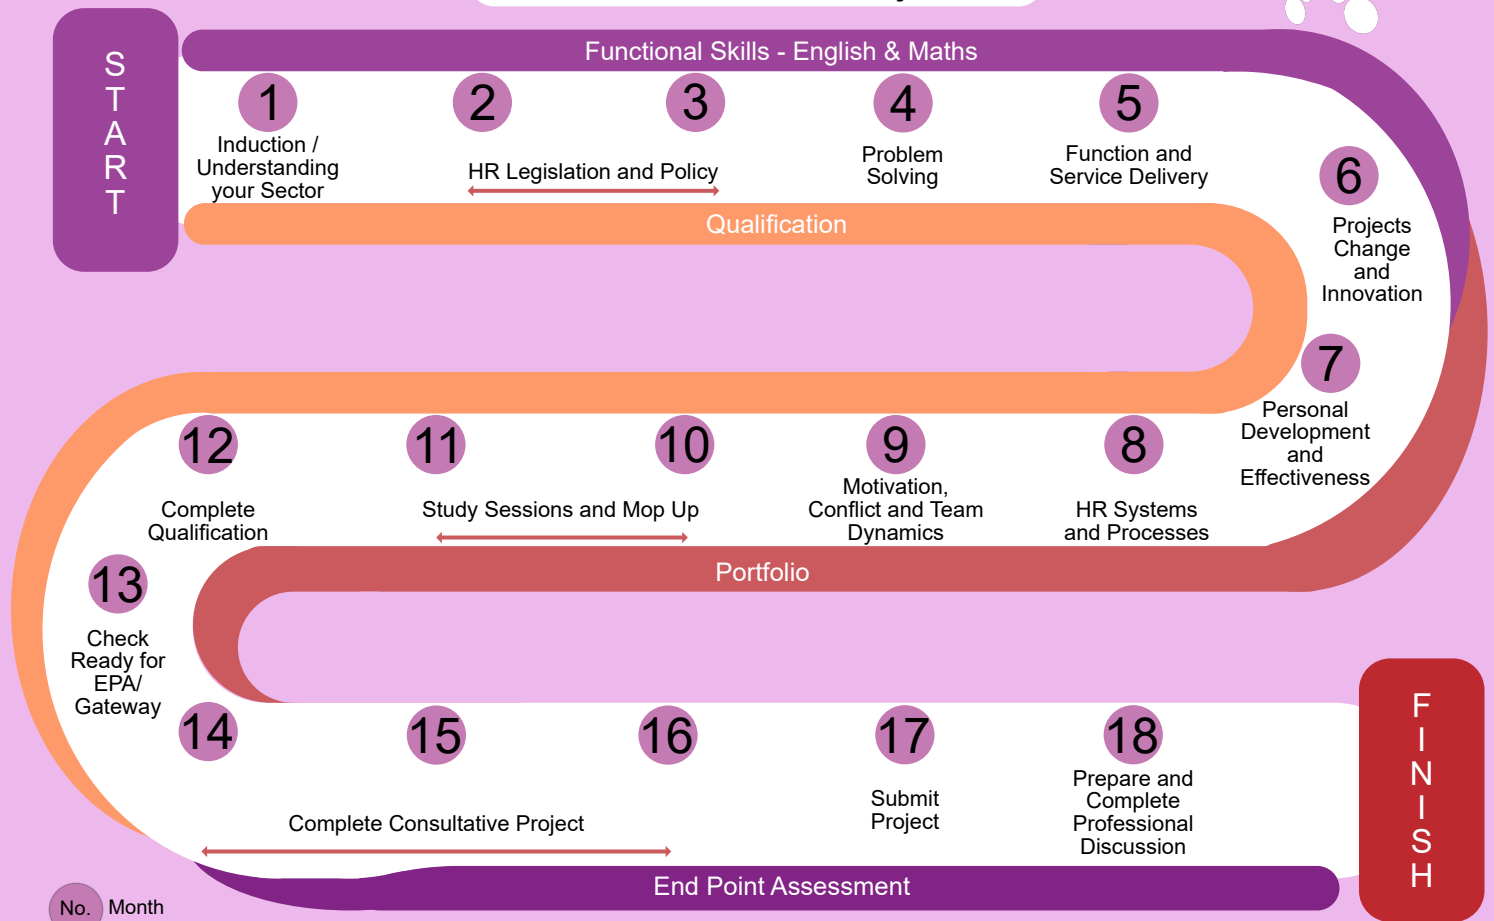 START
Functional Skills - English & Maths
1
Induction /
Understanding
your Sector
2
3
HR Legislation and Policy
4
Problem
Solving
5
Function and
Service Delivery
6
Projects
Change
and
Innovation
Qualification
7
Personal
Development
and
Effectiveness
8
HR Systems
and Processes
9
Motivation,
Conflict and Team
Dynamics
10
11
Study Sessions and Mop Up
12
Complete
Qualification
Portfolio
13
Check
Ready for
EPA/
Gateway
14
15
16
Complete Consultative Project
17
Submit
Project
18
Prepare and
Complete
Professional
Discussion
End Point Assessment
FINISH
No. Month